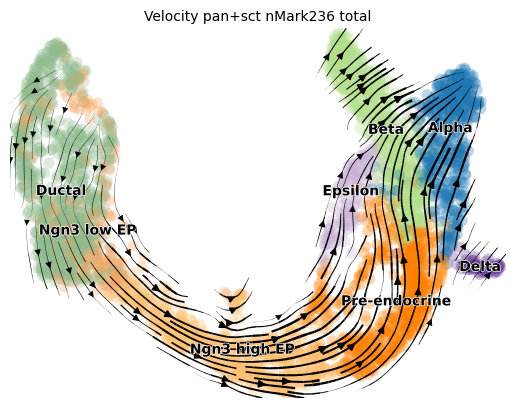 Velocity pan+sct nMark236 total
Beta
Alpha
Ductal
Epsilon
Ngn3 low EP
Delta
Pre-endocrine
Ngn3 high EP